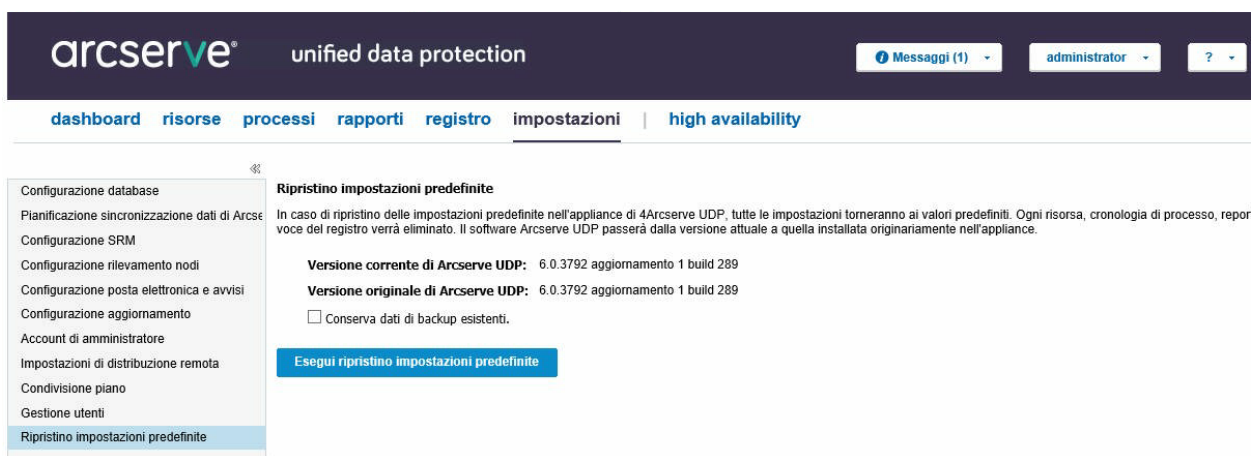 arcserve® unified data protection
Messaggi (1) administrator ?
dashboard risorse processi rapporti registro impostazioni | high availability
«
Configurazione database
Pianificazione sincronizzazione dati di Arcse
Configurazione SRM
Configurazione rilevamento nodi
Configurazione posta elettronica e avvisi
Configurazione aggiornamento
Account di amministratore
Impostazioni di distribuzione remota
Condivisione piano
Gestione utenti
Ripristino impostazioni predefinite
Ripristino impostazioni predefinite
In caso di ripristino delle impostazioni predefinite nell'appliance di 4Arcserve UDP, tutte le impostazioni torneranno ai valori predefiniti. Ogni risorsa, cronologia di processo, repor
voce del registro verrà eliminato. Il software Arcserve UDP passerà dalla versione attuale a quella installata originariamente nell'appliance.
Versione corrente di Arcserve UDP: 6.0.3792 aggiornamento 1 build 289
Versione originale di Arcserve UDP: 6.0.3792 aggiornamento 1 build 289
Conserva dati di backup esistenti.
Esegui ripristino impostazioni predefinite